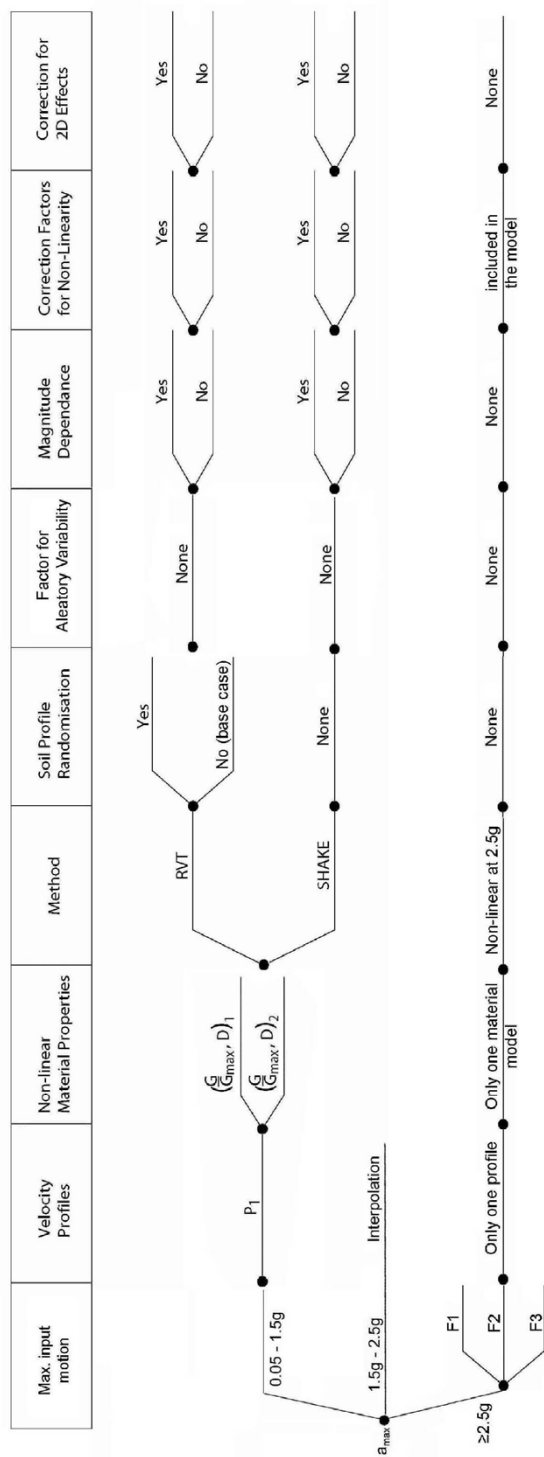 Max. input
motion
Velocity
Profiles
Non-linear
Material Properties
Method
Soil Profile
Randomisation
Factor for
Aleatory Variability
Magnitude
Dependance
Correction Factors
for Non-Linearity
Correction for
2D Effects
a_max
0.05 - 1.5g
1.5g - 2.5g
≥2.5g
P1
(G/Gmax, D)1
(G/Gmax, D)2
RVT
Yes
No (base case)
None
Yes
No
Yes
No
Yes
No
SHAKE
None
None
Yes
No
Yes
No
Yes
No
Interpolation
F1
F2
F3
Only one profile
Only one material
model
Non-linear at 2.5g
None
None
None
included in
the model
None